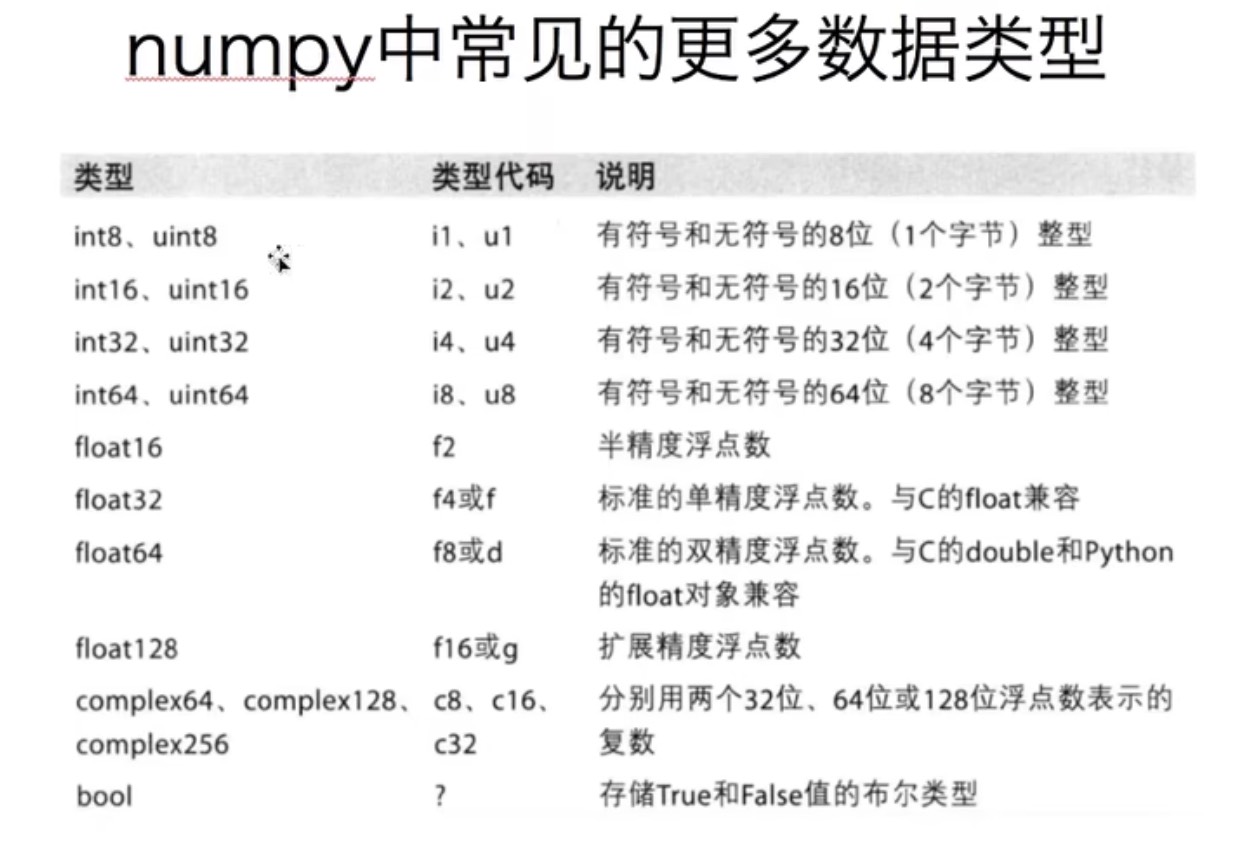 numpy中常见的更多数据类型
类型 类型代码 说明
int8、uint8 i1、u1 有符号和无符号的8位（1个字节）整型
int16、uint16 i2、u2 有符号和无符号的16位（2个字节）整型
int32、uint32 i4、u4 有符号和无符号的32位（4个字节）整型
int64、uint64 i8、u8 有符号和无符号的64位（8个字节）整型
float16 f2 半精度浮点数
float32 f4或f 标准的单精度浮点数。与C的float兼容
float64 f8或d 标准的双精度浮点数。与C的double和Python
的float对象兼容
float128 f16或g 扩展精度浮点数
complex64、complex128、 c8、c16、 分别用两个32位、64位或128位浮点数表示的
complex256 c32 复数
bool ? 存储True和False值的布尔类型